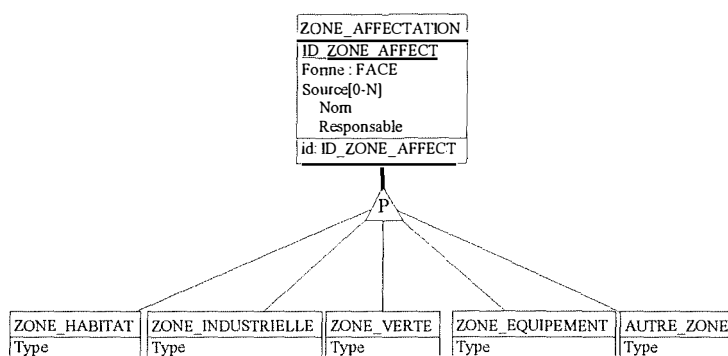 ZONE_AFFECTATION
ID_ZONE_AFFECT
Forme : FACE
Source[0-N]
Nom
Responsable
id: ID_ZONE_AFFECT
P
ZONE_HABITAT ZONE_INDUSTRIELLE ZONE_VERTE ZONE_EQUIPEMENT AUTRE_ZONE
Type Type Type Type Type